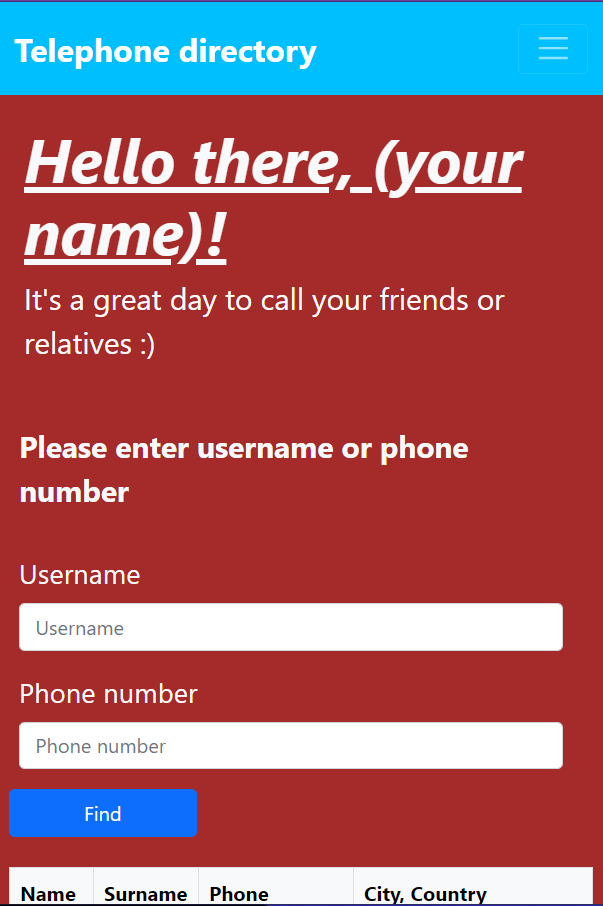 Telephone directory
Hello there, (your
name)!
It's a great day to call your friends or
relatives :)
Please enter username or phone
number
Username
Username
Phone number
Phone number
Find
Name Surname Phone City, Country